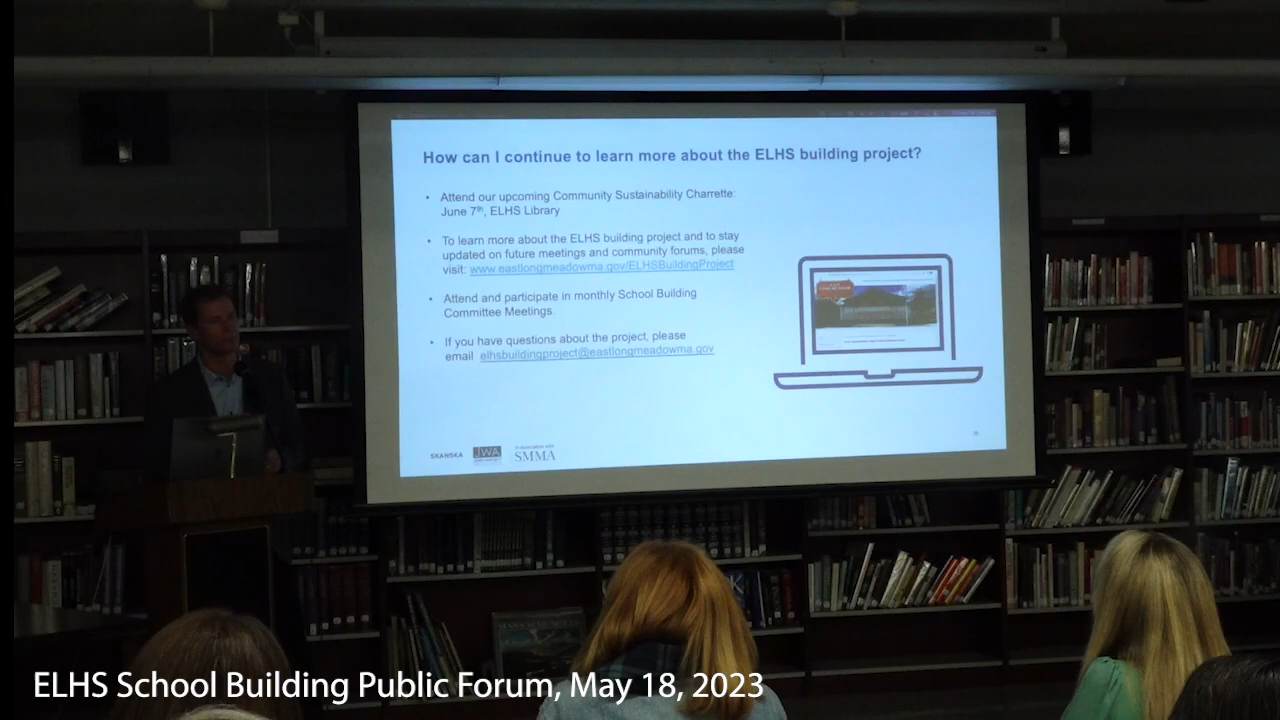 How can I continue to learn more about the ELHS building project?
• Attend our upcoming Community Sustainability Charrette:
June 7th, ELHS Library
• To learn more about the ELHS building project and to stay
updated on future meetings and community forums, please
visit: www.eastlongmeadowma.gov/ELHSBuildingProject
• Attend and participate in monthly School Building
Committee Meetings.
• If you have questions about the project, please
email elhsbuildingproject@eastlongmeadowma.gov
SKANSKA
JWA
in association with
SMMA
MASSACHUSETTS
ELHS School Building Public Forum, May 18, 2023